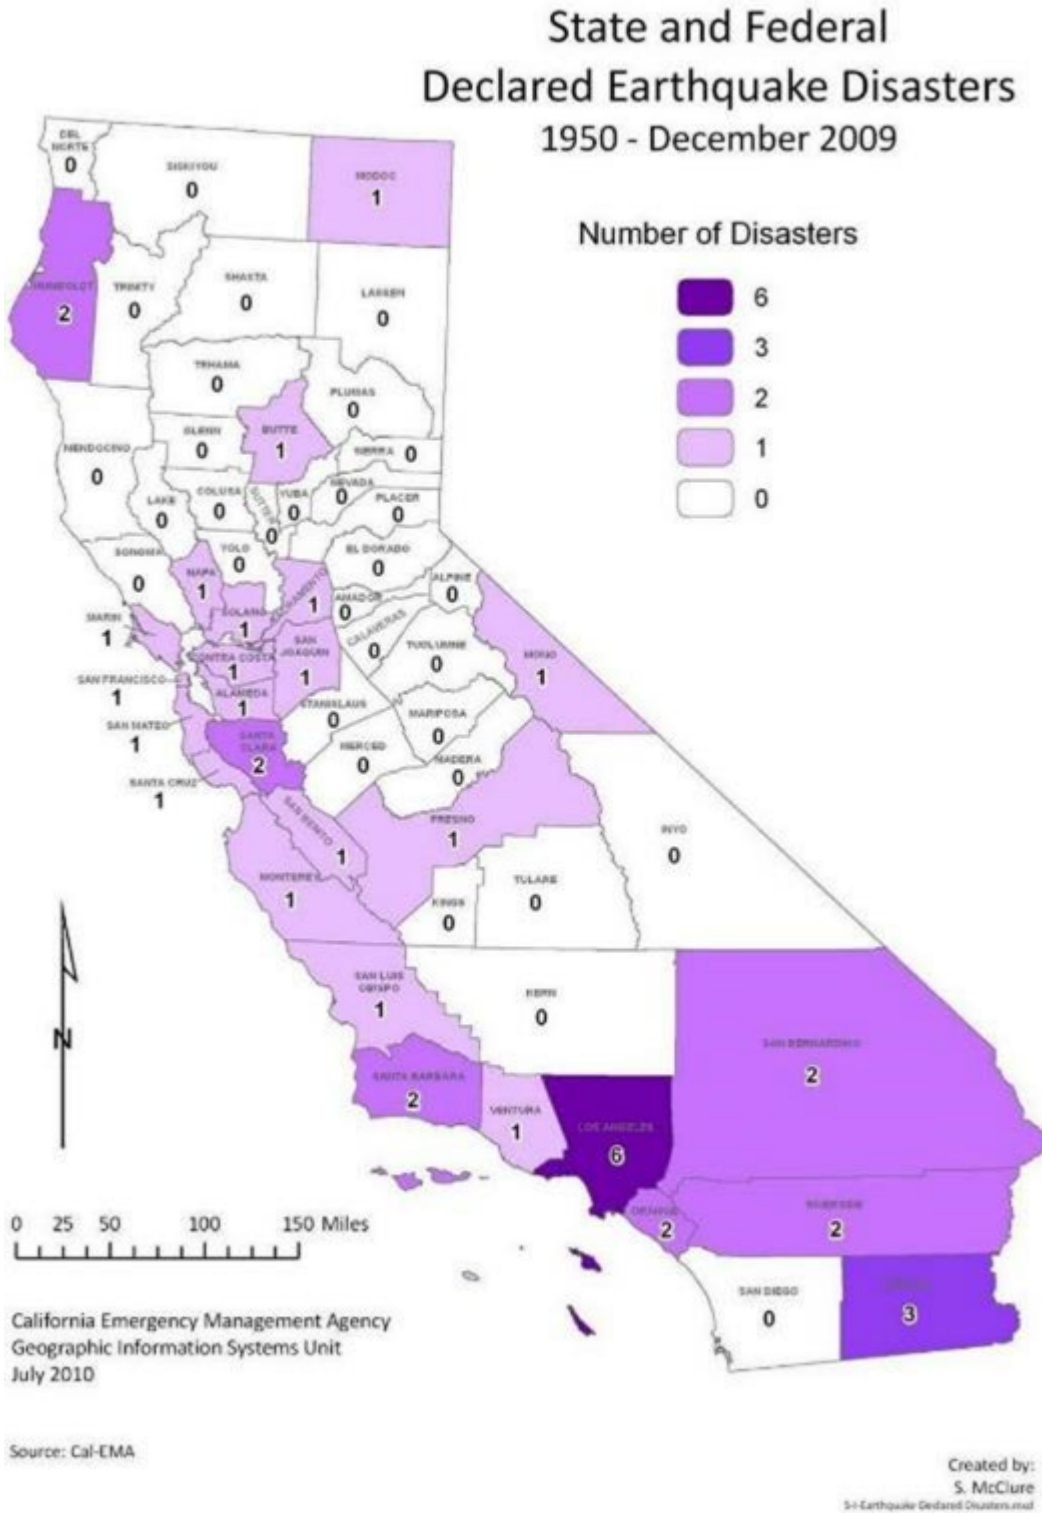 State and Federal
Declared Earthquake Disasters
1950 - December 2009
Number of Disasters
6
3
2
1
0
DEL
NORTE
0
SISKIYOU
0
MODOC
1
HUMBOLDT
2
TRINITY
0
SHASTA
0
LASSEN
0
TEHAMA
0
PLUMAS
0
MENDOCINO
0
GLENN
0
BUTTE
1
SIERRA 0
LAKE
0
COLUSA
0
SUTTER
0
YUBA
0
NEVADA
0
PLACER
0
SONOMA
0
NAPA
1
YOLO
0
EL DORADO
0
ALPINE
0
MARIN
1
SOLANO
1
SACRAMENTO
1
AMADOR
0
CALAVERAS
0
TUOLUMNE
0
MONO
1
CONTRA COSTA
1
SAN
JOAQUIN
1
SAN FRANCISCO
1
ALAMEDA
1
STANISLAUS
0
MARIPOSA
0
SAN MATEO
1
SANTA
CLARA
2
MERCED
0
MADERA
0
SANTA CRUZ
1
SAN BENITO
1
FRESNO
1
INYO
0
MONTEREY
1
KINGS
0
TULARE
0
SAN LUIS
OBISPO
1
KERN
0
SAN BERNARDINO
2
SANTA BARBARA
2
VENTURA
1
LOS ANGELES
6
ORANGE
2
RIVERSIDE
2
SAN DIEGO
0
3
N
0 25 50 100 150 Miles
California Emergency Management Agency
Geographic Information Systems Unit
July 2010
Source: Cal-EMA
Created by:
S. McClure
5-I-Earthquake Declared Disasters.mxd